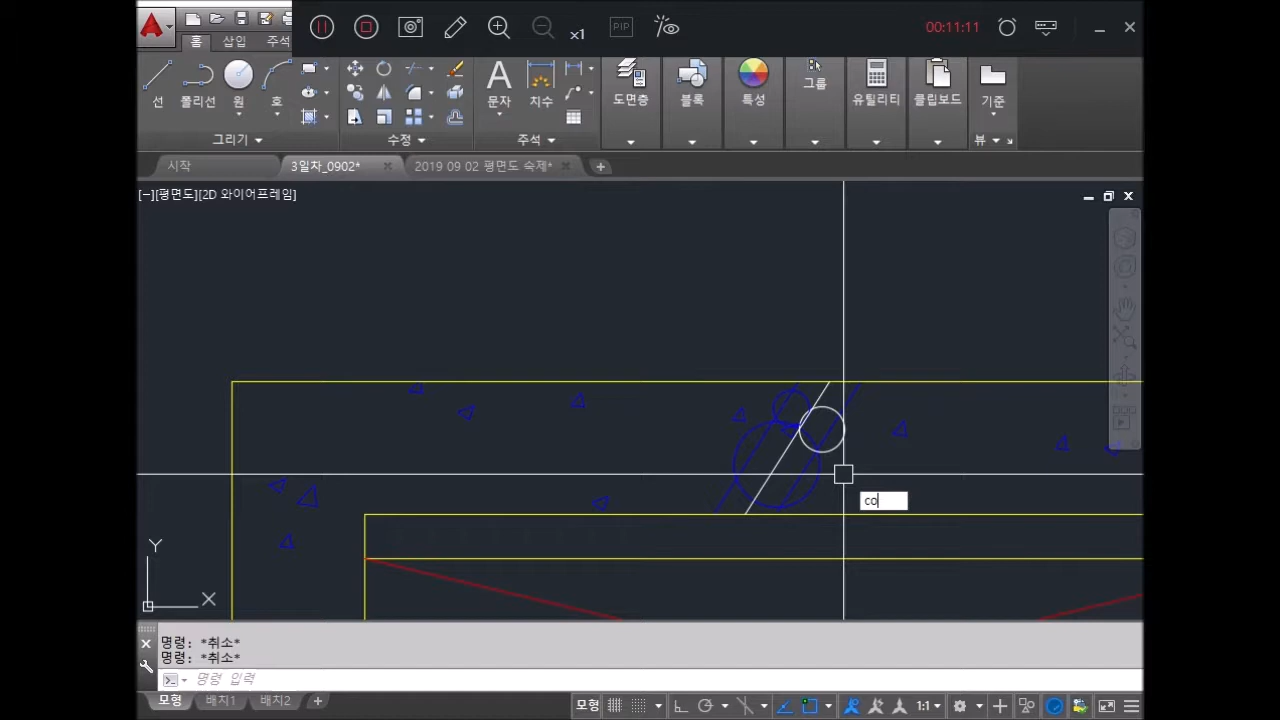 x1
PIP
00:11:11
홈 삽입 주석
선
폴리선
원
호
A
문자
치수
도면층
블록
특성
그룹
유틸리티
클립보드
기준
그리기
수정
주석
뷰
시작
3일차_0902*
2019 09 02 평면도 숙제*
[−][평면도][2D 와이어프레임]
co
Y
X
명령: *취소*
명령: *취소*
명령 입력
모형 배치1 배치2
모형
1:1